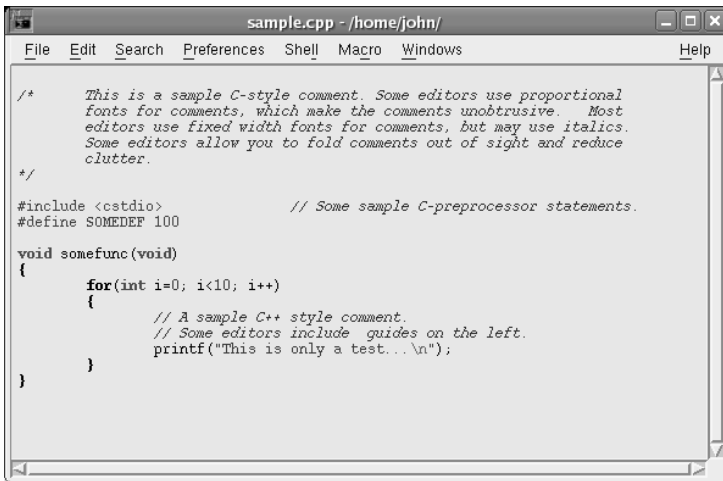 sample.cpp - /home/john/
File Edit Search Preferences Shell Macro Windows Help
/* This is a sample C-style comment. Some editors use proportional
fonts for comments, which make the comments unobtrusive. Most
editors use fixed width fonts for comments, but may use italics.
Some editors allow you to fold comments out of sight and reduce
clutter.
*/
#include <cstdio> // Some sample C-preprocessor statements.
#define SOMEDEF 100
void somefunc(void)
{
for(int i=0; i<10; i++)
{
// A sample C++ style comment.
// Some editors include guides on the left.
printf("This is only a test...\n");
}
}